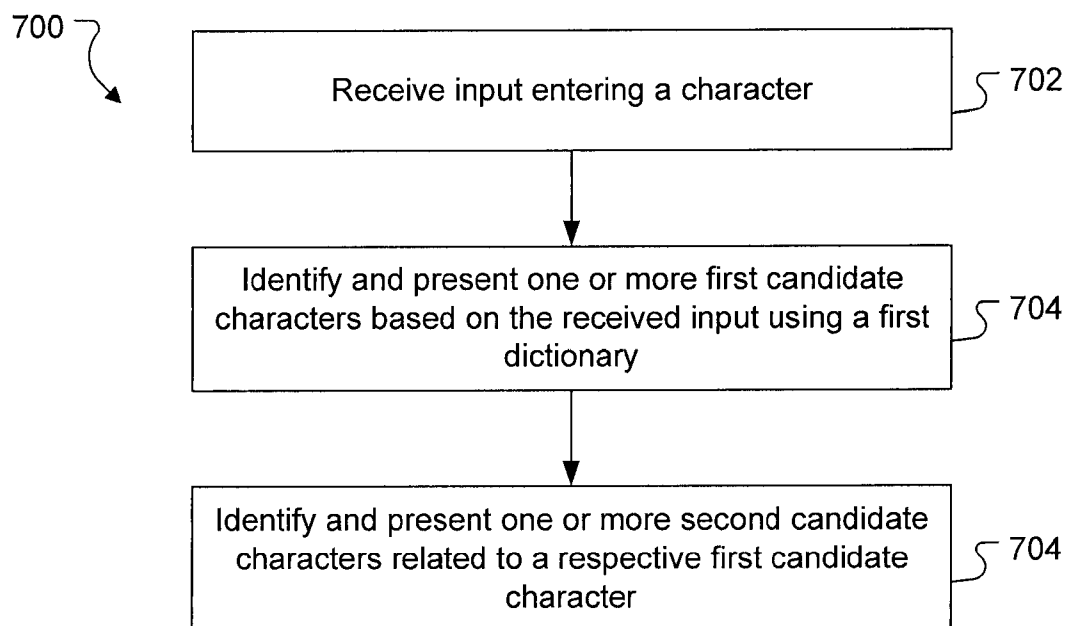 700
Receive input entering a character
702
Identify and present one or more first candidate
characters based on the received input using a first
dictionary
704
Identify and present one or more second candidate
characters related to a respective first candidate
character
704